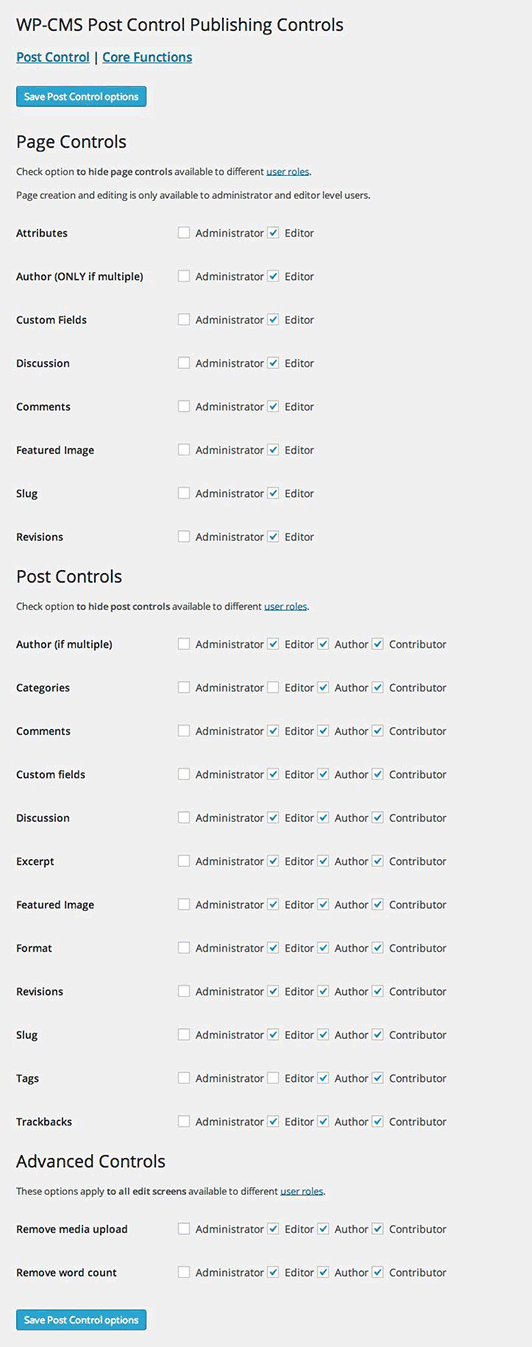 WP-CMS Post Control Publishing Controls
Post Control | Core Functions
Save Post Control options
Page Controls
Check option to hide page controls available to different user roles.
Page creation and editing is only available to administrator and editor level users.
Attributes Administrator Editor
Author (ONLY if multiple) Administrator Editor
Custom Fields Administrator Editor
Discussion Administrator Editor
Comments Administrator Editor
Featured Image Administrator Editor
Slug Administrator Editor
Revisions Administrator Editor
Post Controls
Check option to hide post controls available to different user roles.
Author (if multiple) Administrator Editor Author Contributor
Categories Administrator Editor Author Contributor
Comments Administrator Editor Author Contributor
Custom fields Administrator Editor Author Contributor
Discussion Administrator Editor Author Contributor
Excerpt Administrator Editor Author Contributor
Featured Image Administrator Editor Author Contributor
Format Administrator Editor Author Contributor
Revisions Administrator Editor Author Contributor
Slug Administrator Editor Author Contributor
Tags Administrator Editor Author Contributor
Trackbacks Administrator Editor Author Contributor
Advanced Controls
These options apply to all edit screens available to different user roles.
Remove media upload Administrator Editor Author Contributor
Remove word count Administrator Editor Author Contributor
Save Post Control options